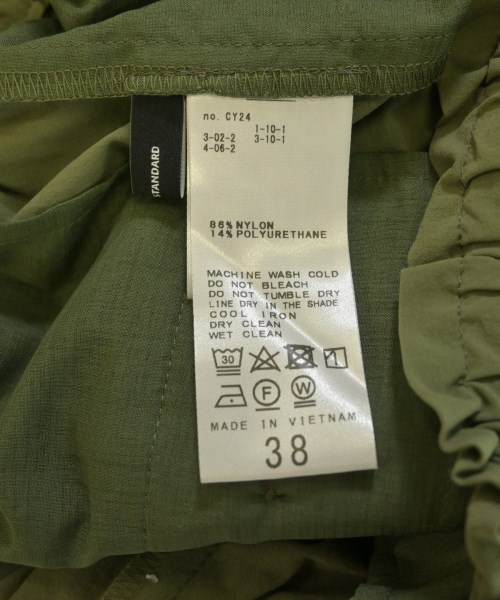 no. CY24
1-10-1
3-02-2 3-10-1
4-06-2
STANDARD
86% NYLON
14% POLYURETHANE
MACHINE WASH COLD
DO NOT BLEACH
DO NOT TUMBLE DRY
LINE DRY IN THE SHADE
COOL IRON
DRY CLEAN
WET CLEAN
30
F W
MADE IN VIETNAM
38